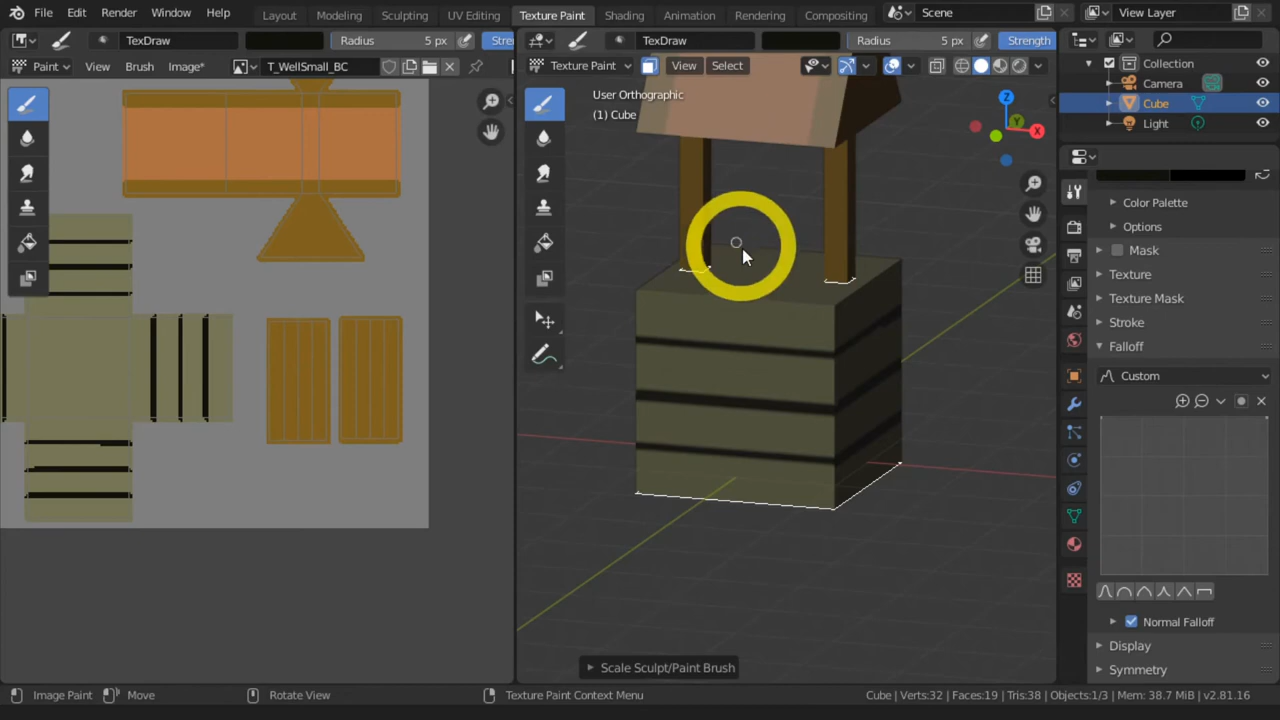 File Edit Render Window Help Layout Modeling Sculpting UV Editing Texture Paint Shading Animation Rendering Compositing Scene View Layer
TexDraw Radius 5 px
TexDraw Radius 5 px Strength
Paint View Brush Image* T_WellSmall_BC
Texture Paint View Select
Collection
Camera
Cube
Light
User Orthographic
(1) Cube
Color Palette
Options
Mask
Texture
Texture Mask
Stroke
Falloff
Custom
Normal Falloff
Display
Symmetry
Scale Sculpt/Paint Brush
Z
Y
X
Image Paint Move Rotate View Texture Paint Context Menu Cube | Verts:32 | Faces:19 | Tris:38 | Objects:1/3 | Mem: 38.7 MiB | v2.81.16